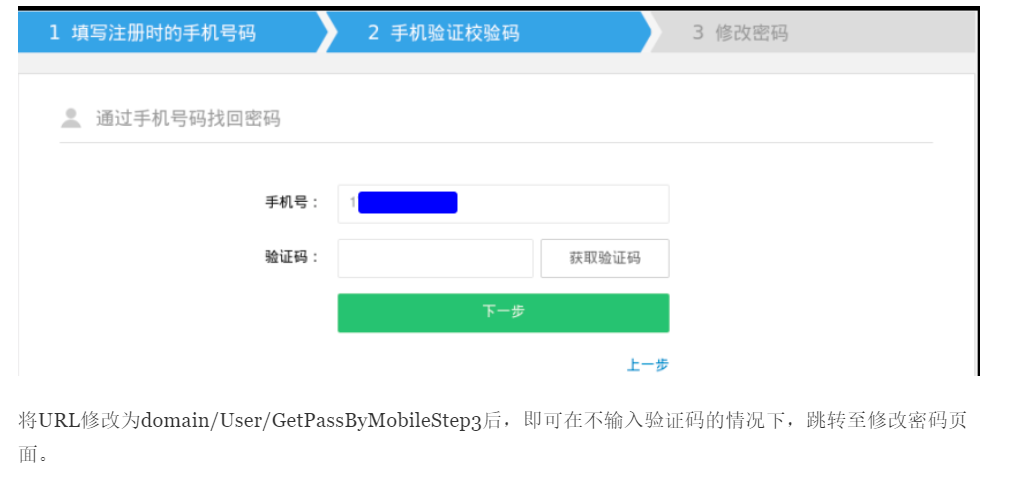 1 填写注册时的手机号码 2 手机验证校验码 3 修改密码
通过手机号码找回密码
手机号： 1
验证码： 获取验证码
下一步
上一步
将URL修改为domain/User/GetPassByMobileStep3后，即可在不输入验证码的情况下，跳转至修改密码页
面。